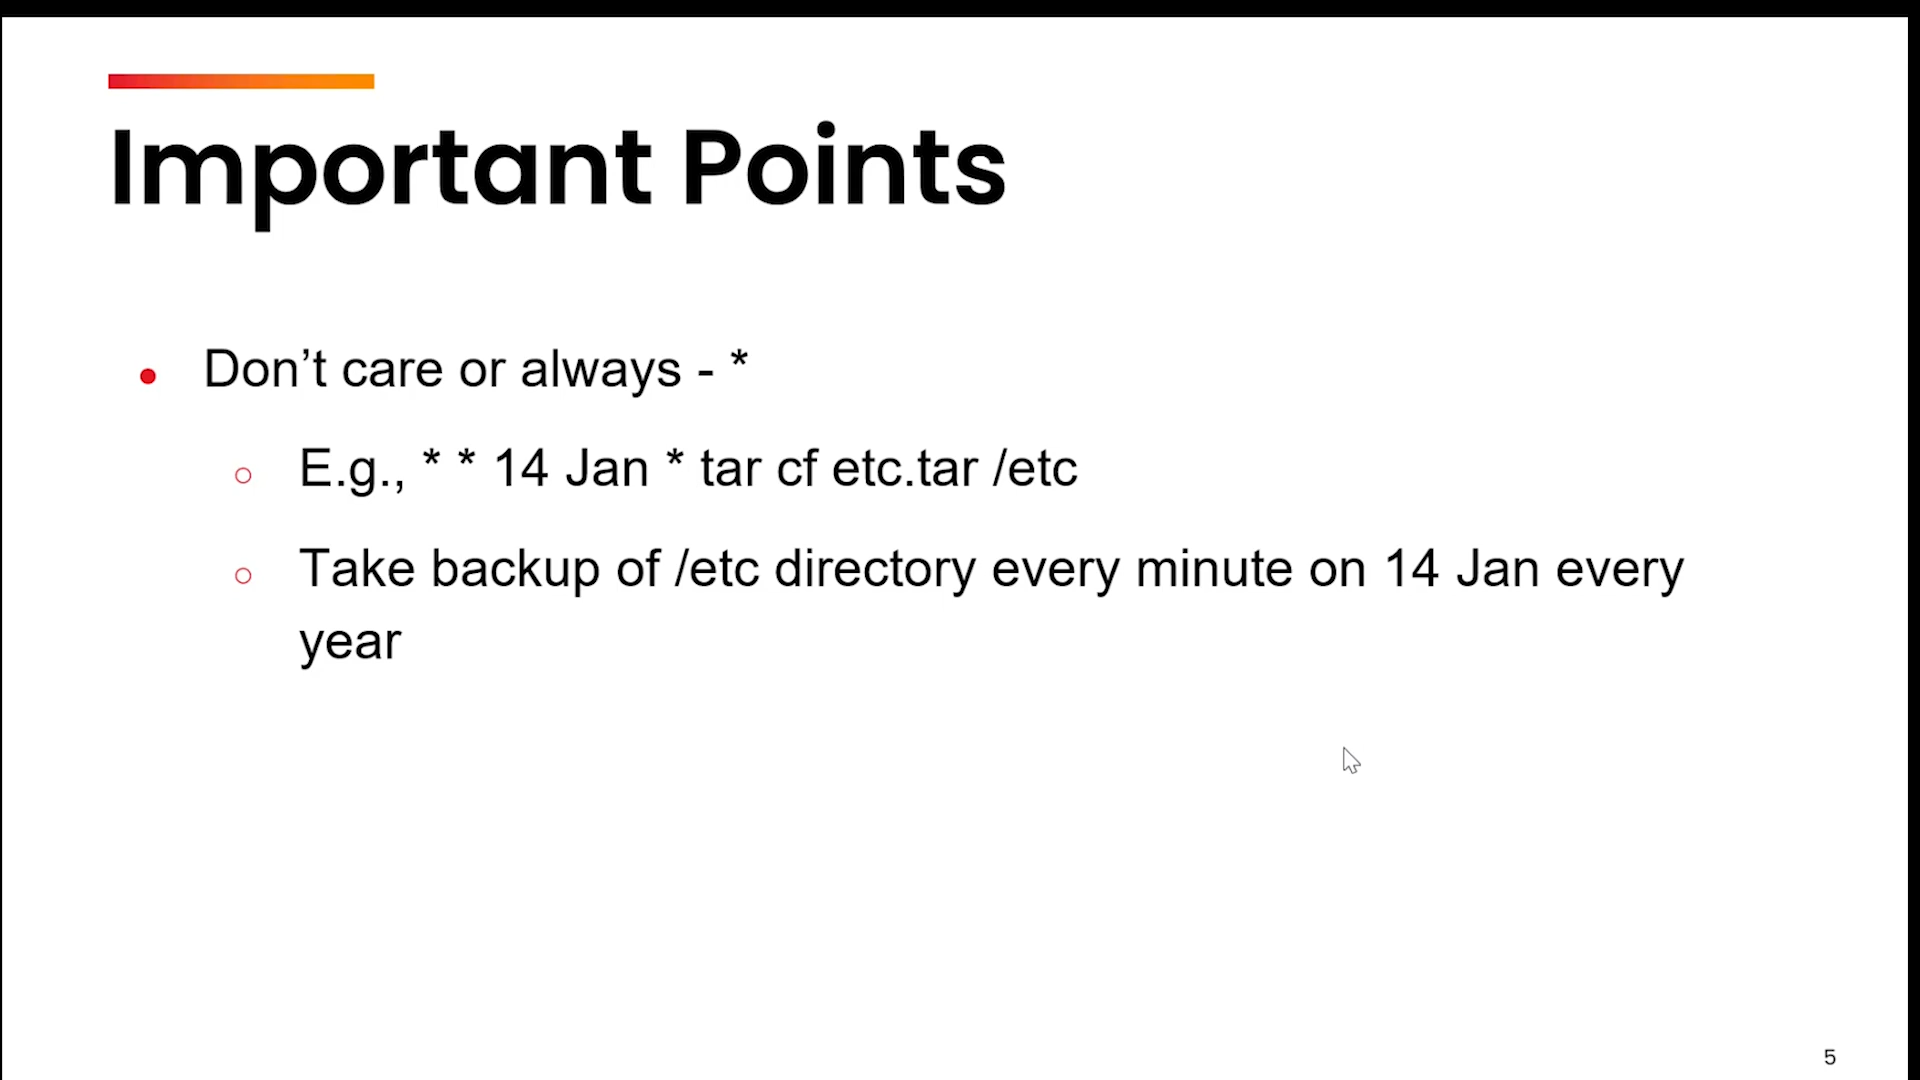 Important Points
Don’t care or always - *
E.g., * * 14 Jan * tar cf etc.tar /etc
Take backup of /etc directory every minute on 14 Jan every
year
5